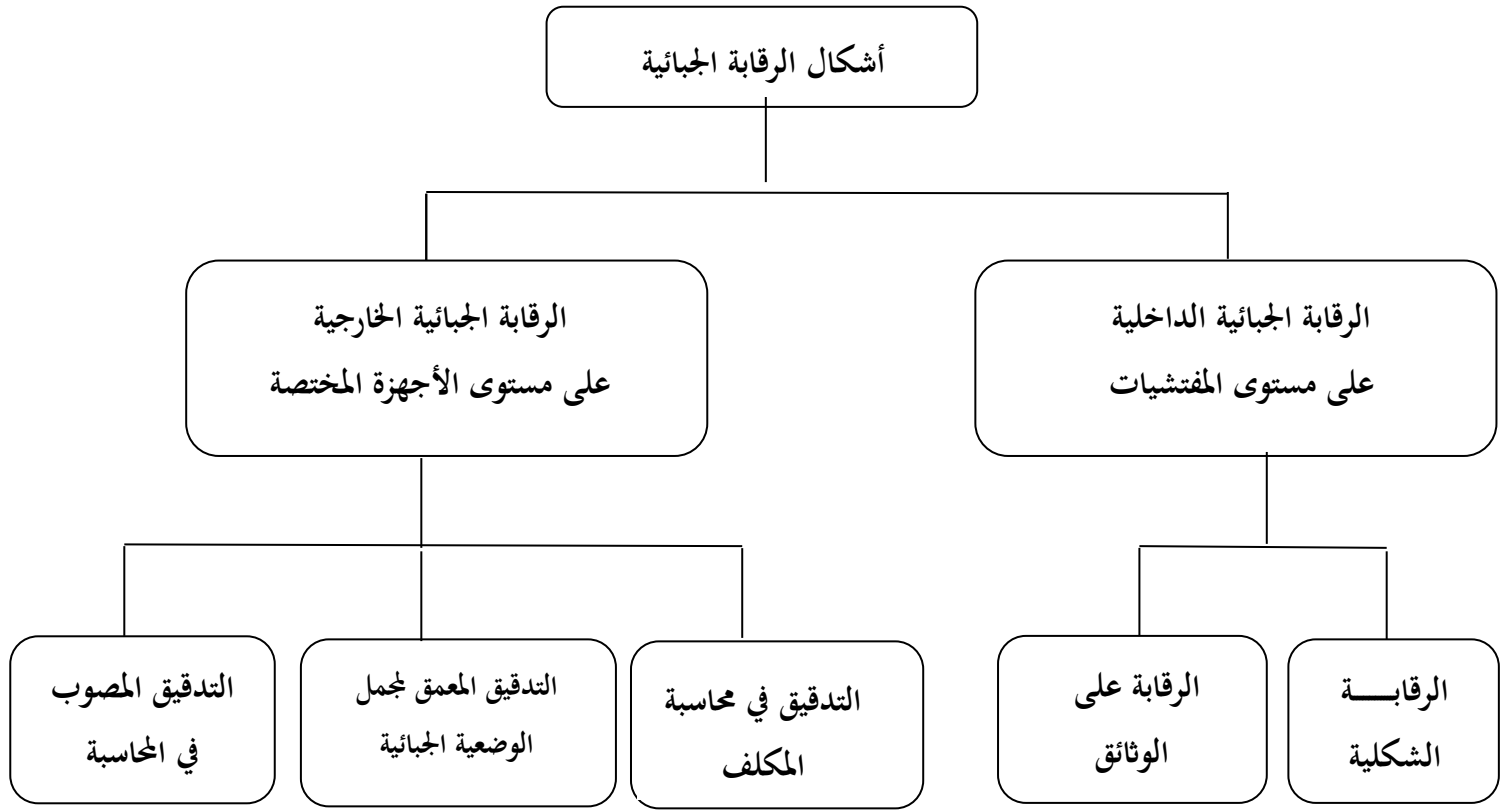 أشكال الرقابة الجبائية
الرقابة الجبائية الداخلية
على مستوى المفتشيات
الرقابة الجبائية الخارجية
على مستوى الأجهزة المختصة
الرقابـــــة
الشكلية
الرقابة على
الوثائق
التدقيق في محاسبة
المكلف
التدقيق المعمق لمجمل
الوضعية الجبائية
التدقيق المصوب
في المحاسبة